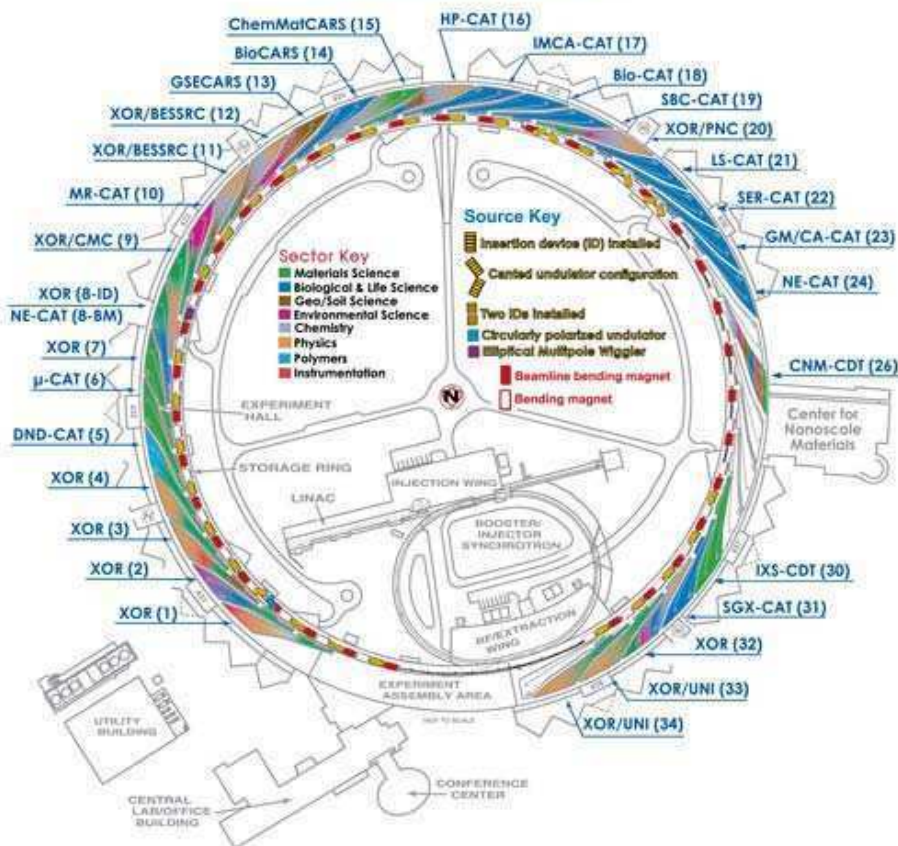 ChemMatCARS (15)
BioCARS (14)
GSECARS (13)
XOR/BESSRC (12)
XOR/BESSRC (11)
MR-CAT (10)
XOR/CMC (9)
XOR (8-ID)
NE-CAT (8-BM)
XOR (7)
µ-CAT (6)
DND-CAT (5)
XOR (4)
XOR (3)
XOR (2)
XOR (1)
HP-CAT (16)
IMCA-CAT (17)
Bio-CAT (18)
SBC-CAT (19)
XOR/PNC (20)
LS-CAT (21)
SER-CAT (22)
GM/CA-CAT (23)
NE-CAT (24)
CNM-CDT (26)
Center for
Nanoscale
Materials
IXS-CDT (30)
SGX-CAT (31)
XOR (32)
XOR/UNI (33)
XOR/UNI (34)
Sector Key
Materials Science
Biological & Life Science
Geo/Soil Science
Environmental Science
Chemistry
Physics
Polymers
Instrumentation
Source Key
Insertion device (ID) Installed
Canted undulator configuration
Two IDs Installed
Circularly polarized undulator
Elliptical Multipole Wiggler
Beamline bending magnet
Bending magnet
N
EXPERIMENT
HALL
STORAGE RING
LINAC
INJECTION WING
BOOSTER/
INJECTOR
SYNCHROTRON
RF/EXTRACTION
WING
EXPERIMENT
ASSEMBLY AREA
NOT TO SCALE
UTILITY
BUILDING
CENTRAL
LAB/OFFICE
BUILDING
CONFERENCE
CENTER